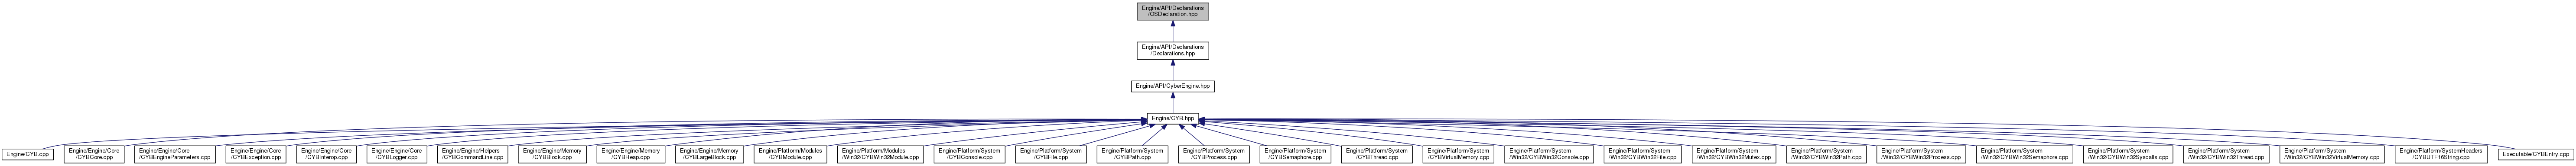 Engine/API/Declarations
/OSDeclaration.hpp
Engine/API/Declarations
/Declarations.hpp
Engine/API/CyberEngine.hpp
Engine/CYB.hpp
Engine/CYB.cpp
Engine/Engine/Core
/CYBCore.cpp
Engine/Engine/Core
/CYBEngineParameters.cpp
Engine/Engine/Core
/CYBException.cpp
Engine/Engine/Core
/CYBInterop.cpp
Engine/Engine/Core
/CYBLogger.cpp
Engine/Engine/Helpers
/CYBCommandLine.cpp
Engine/Engine/Memory
/CYBBlock.cpp
Engine/Engine/Memory
/CYBHeap.cpp
Engine/Engine/Memory
/CYBLargeBlock.cpp
Engine/Platform/Modules
/CYBModule.cpp
Engine/Platform/Modules
/Win32/CYBWin32Module.cpp
Engine/Platform/System
/CYBConsole.cpp
Engine/Platform/System
/CYBFile.cpp
Engine/Platform/System
/CYBPath.cpp
Engine/Platform/System
/CYBProcess.cpp
Engine/Platform/System
/CYBSemaphore.cpp
Engine/Platform/System
/CYBThread.cpp
Engine/Platform/System
/CYBVirtualMemory.cpp
Engine/Platform/System
/Win32/CYBWin32Console.cpp
Engine/Platform/System
/Win32/CYBWin32File.cpp
Engine/Platform/System
/Win32/CYBWin32Mutex.cpp
Engine/Platform/System
/Win32/CYBWin32Path.cpp
Engine/Platform/System
/Win32/CYBWin32Process.cpp
Engine/Platform/System
/Win32/CYBWin32Semaphore.cpp
Engine/Platform/System
/Win32/CYBWin32Syscalls.cpp
Engine/Platform/System
/Win32/CYBWin32Thread.cpp
Engine/Platform/System
/Win32/CYBWin32VirtualMemory.cpp
Engine/Platform/SystemHeaders
/CYBUTF16String.cpp
Executable/CYBEntry.cpp